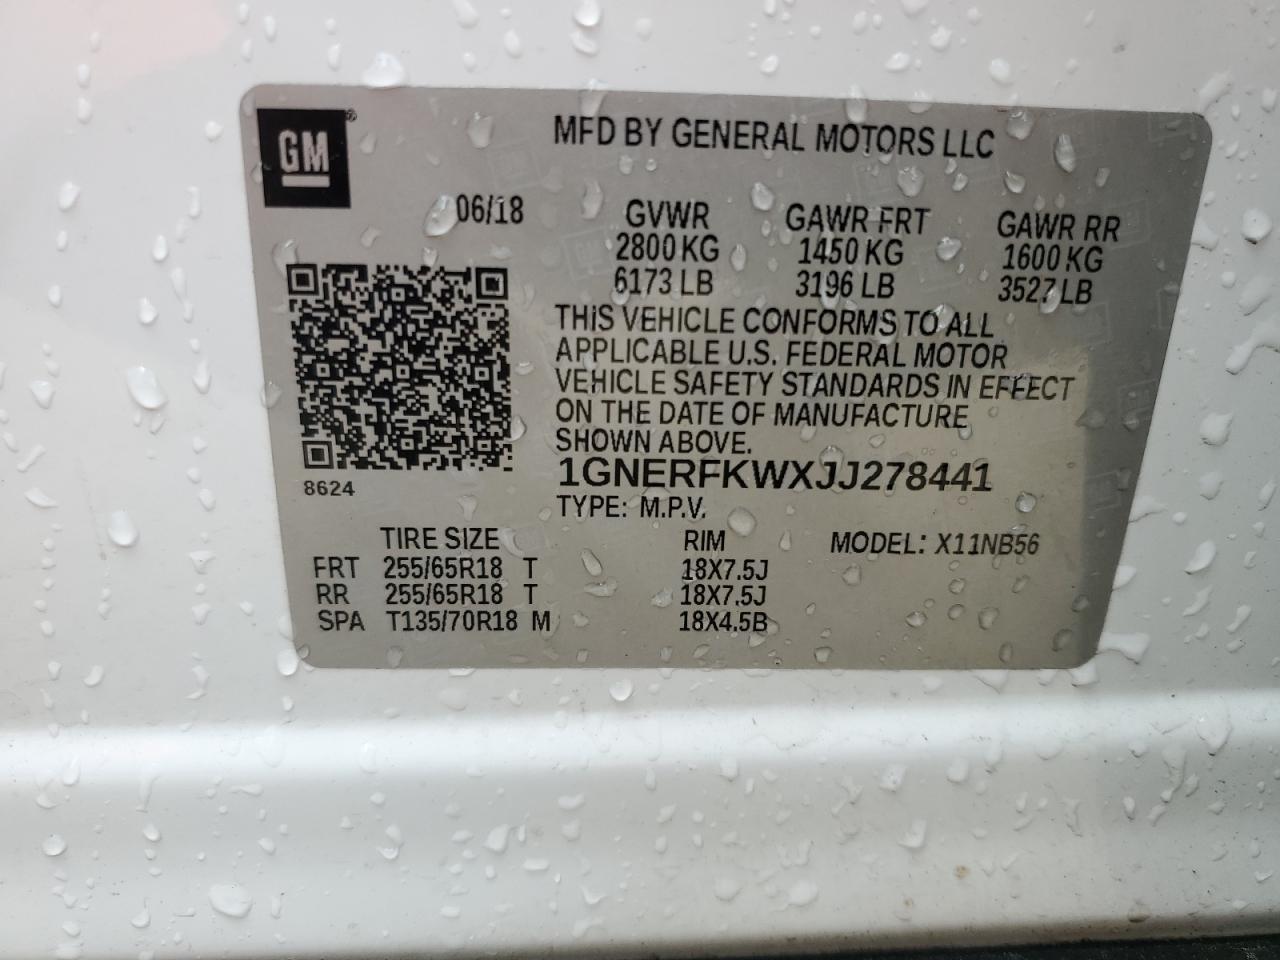 GM
MFD BY GENERAL MOTORS LLC
06/18 GVWR GAWR FRT GAWR RR
2800 KG 1450 KG 1600 KG
6173 LB 3196 LB 3527 LB
THIS VEHICLE CONFORMS TO ALL
APPLICABLE U.S. FEDERAL MOTOR
VEHICLE SAFETY STANDARDS IN EFFECT
ON THE DATE OF MANUFACTURE
SHOWN ABOVE.
1GNERFKWXJJ278441
8624
TYPE: M.P.V.
TIRE SIZE RIM MODEL: X11NB56
FRT 255/65R18 T 18X7.5J
RR 255/65R18 T 18X7.5J
SPA T135/70R18 M 18X4.5B